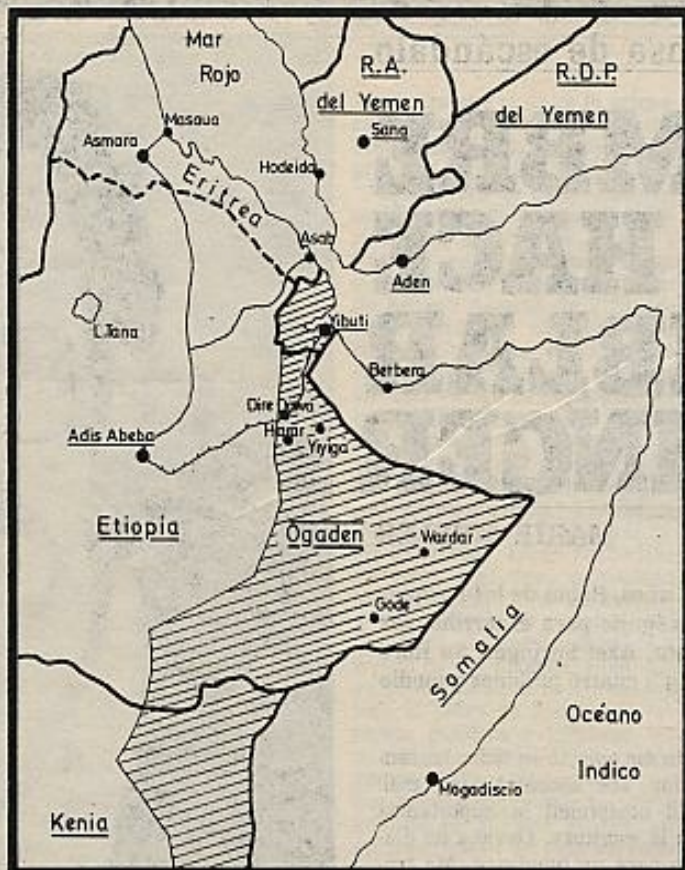 Mar
Rojo
R.A.
del Yemen
R.D.P.
del Yemen
Masaua
Asmara
Sana
Hodeida
Eritrea
Asab
Aden
L.Tana
Yibuti
Berbera
Dire Dawa
Harar
Yiyiga
Adis Abeba
Etiopía
Ogaden
Wardar
Gode
Somalia
Océano
Indico
Mogadiscio
Kenia